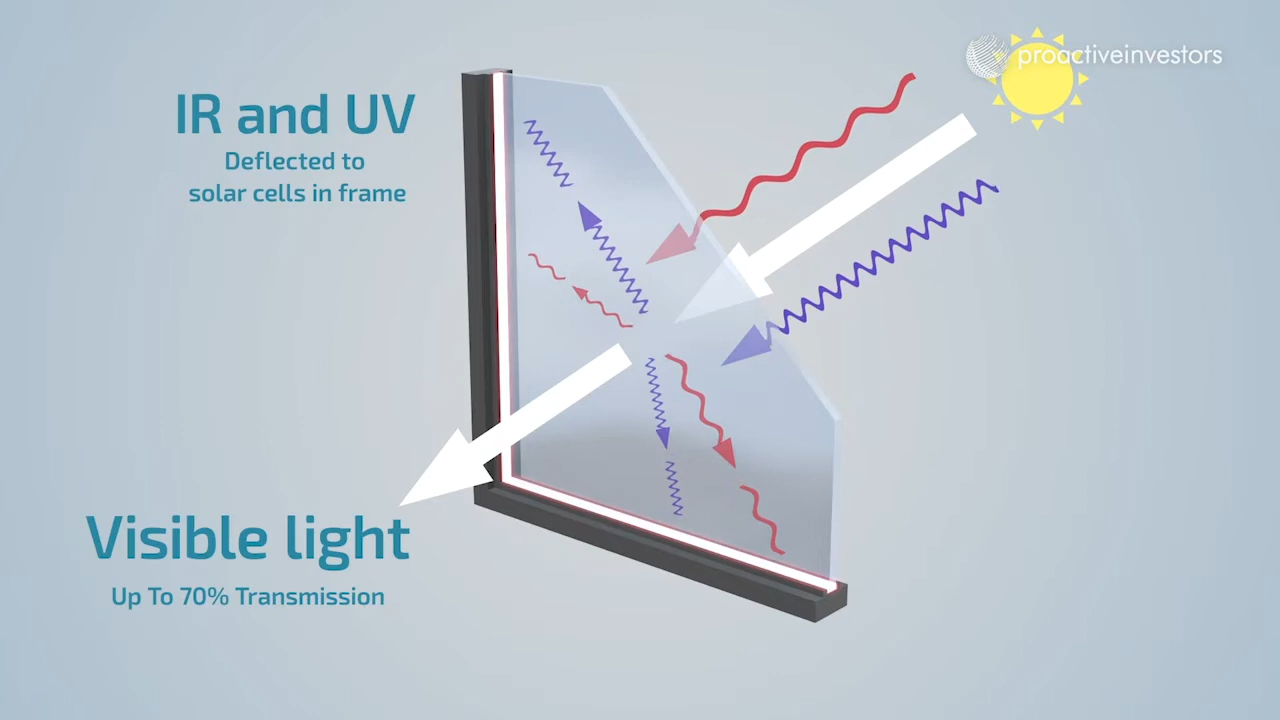 proactiveinvestors
IR and UV
Deflected to
solar cells in frame
Visible light
Up To 70% Transmission